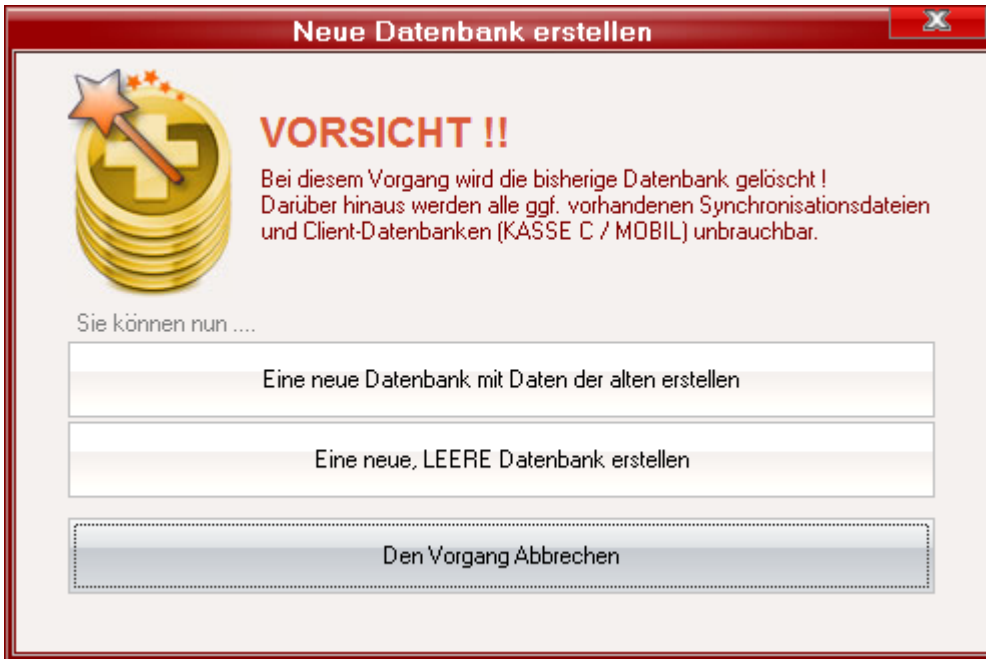 Neue Datenbank erstellen
VORSICHT !!
Bei diesem Vorgang wird die bisherige Datenbank gelöscht !
Darüber hinaus werden alle ggf. vorhandenen Synchronisationsdateien
und Client-Datenbanken (KASSE C / MOBIL) unbrauchbar.
Sie können nun ....
Eine neue Datenbank mit Daten der alten erstellen
Eine neue, LEERE Datenbank erstellen
Den Vorgang Abbrechen